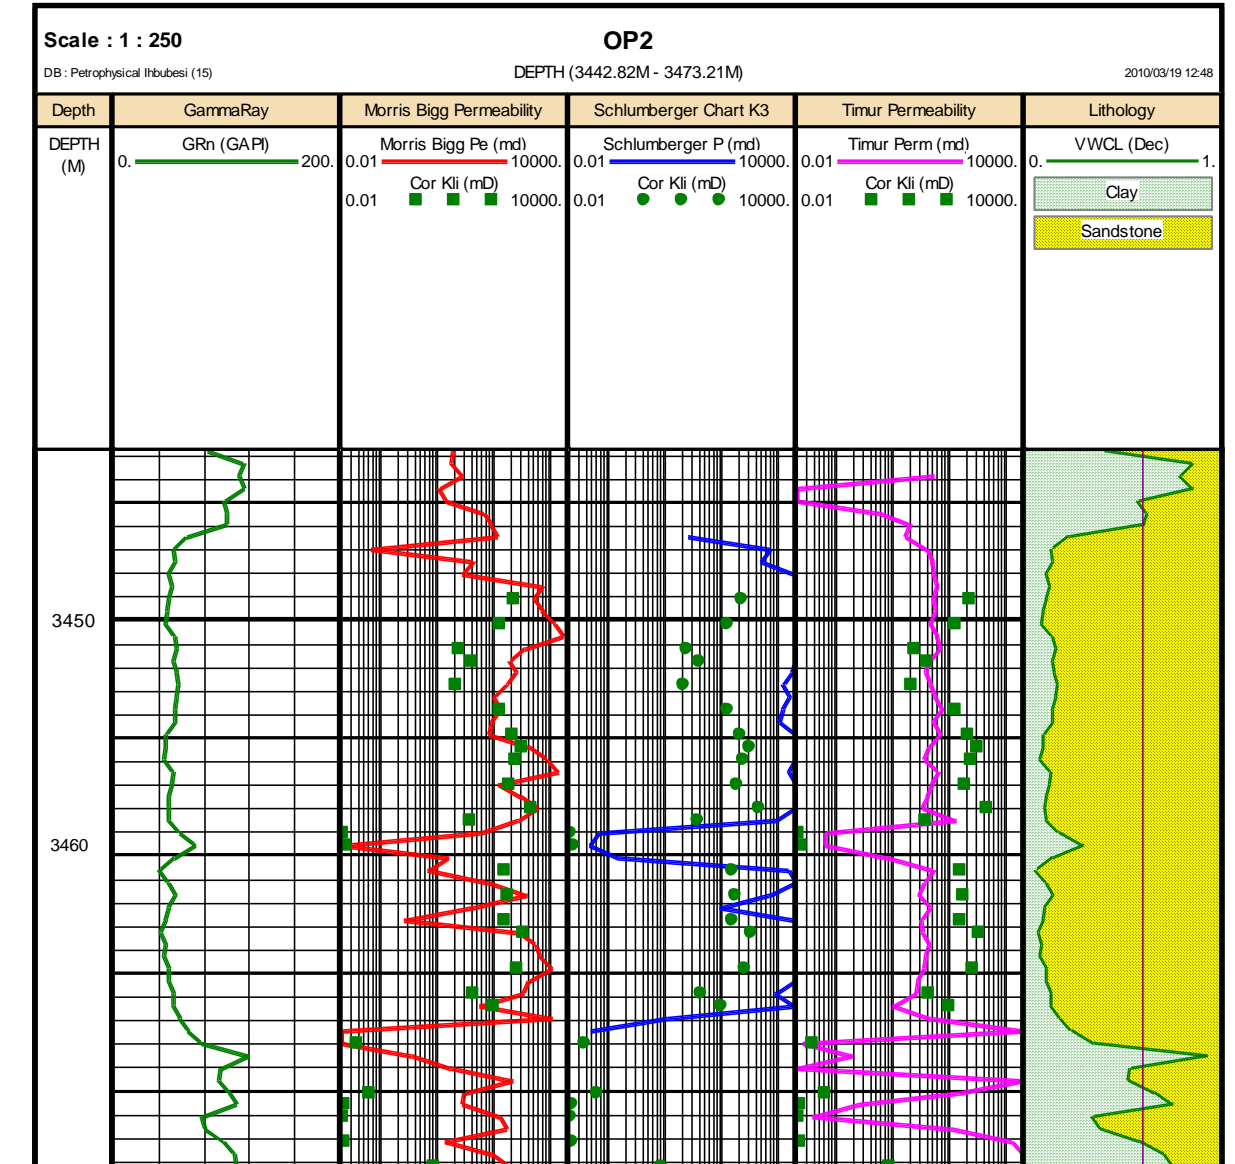 Scale : 1 : 250
OP2
DB : Petrophysical Ihbubesi (15)
DEPTH (3442.82M - 3473.21M)
2010/03/19 12:48
Depth
GammaRay
Morris Bigg Permeability
Schlumberger Chart K3
Timur Permeability
Lithology
DEPTH
(M)
GRn (GAPI)
0. 200.
Morris Bigg Pe (md)
0.01 10000.
Cor Kli (mD)
0.01 10000.
Schlumberger P (md)
0.01 10000.
Cor Kli (mD)
0.01 10000.
Timur Perm (md)
0.01 10000.
Cor Kli (mD)
0.01 10000.
VWCL (Dec)
0. 1.
Clay
Sandstone
3450
3460